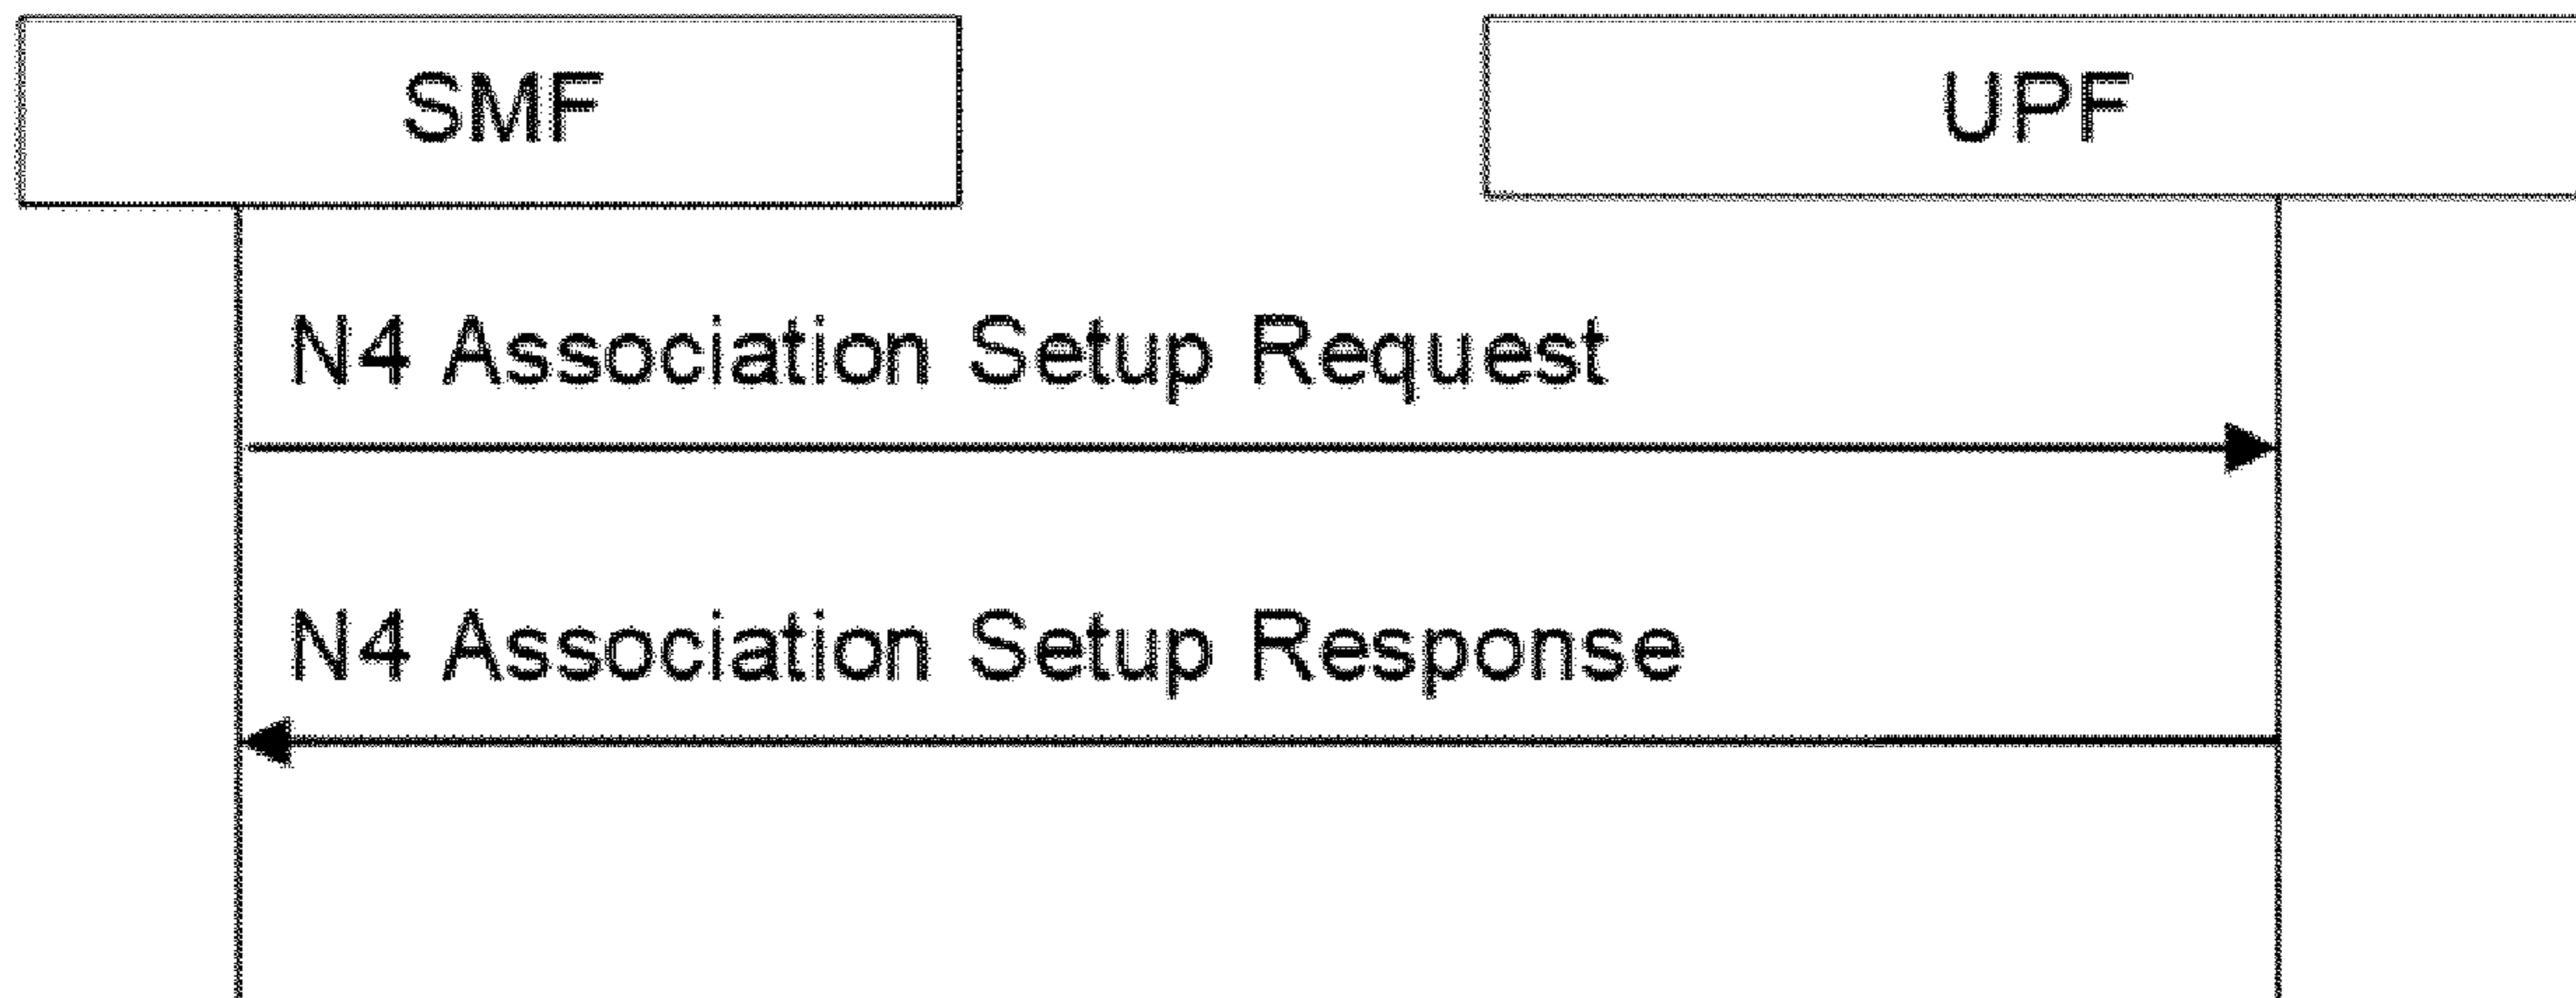 SMF
UPF
N4 Association Setup Request
N4 Association Setup Response